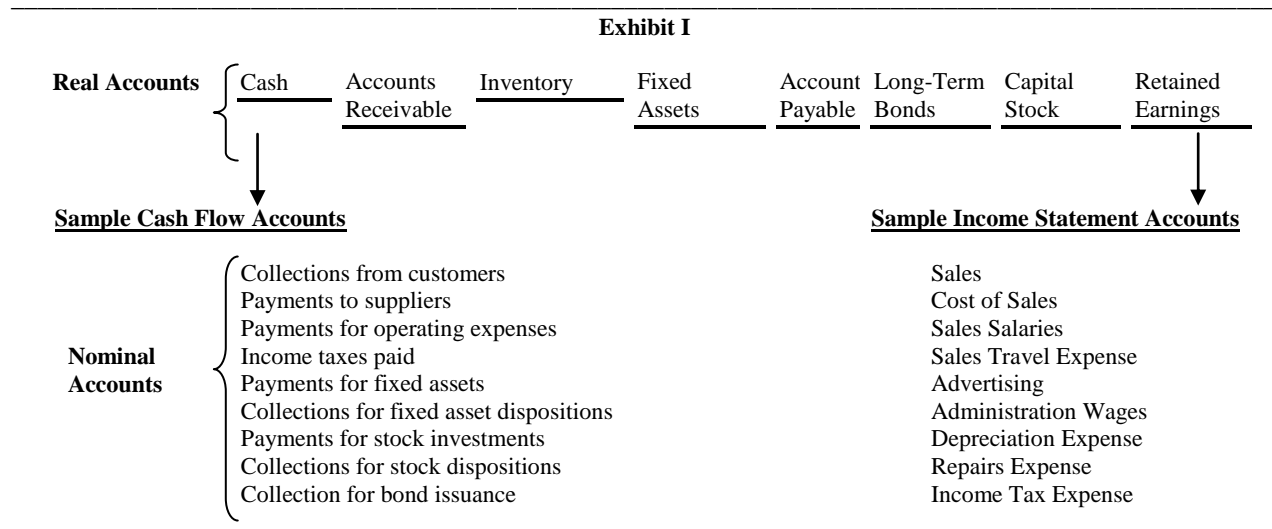 Exhibit I
Real Accounts Cash Accounts Receivable Inventory Fixed Assets Account Payable Long-Term Bonds Capital Stock Retained Earnings
Sample Cash Flow Accounts Sample Income Statement Accounts
Collections from customers Sales
Payments to suppliers Cost of Sales
Payments for operating expenses Sales Salaries
Nominal Accounts Income taxes paid Sales Travel Expense
Payments for fixed assets Advertising
Collections for fixed asset dispositions Administration Wages
Payments for stock investments Depreciation Expense
Collections for stock dispositions Repairs Expense
Collection for bond issuance Income Tax Expense